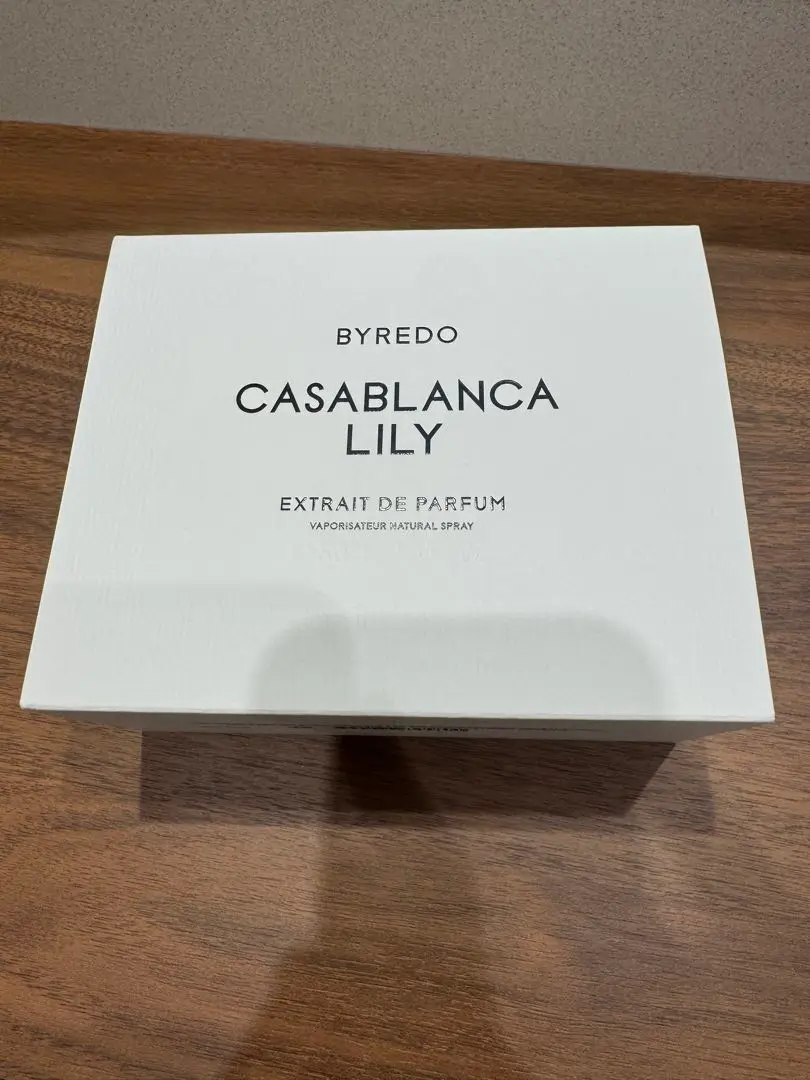 BYREDO
CASABLANCA
LILY
EXTRAIT DE PARFUM
VAPORISATEUR NATURAL SPRAY